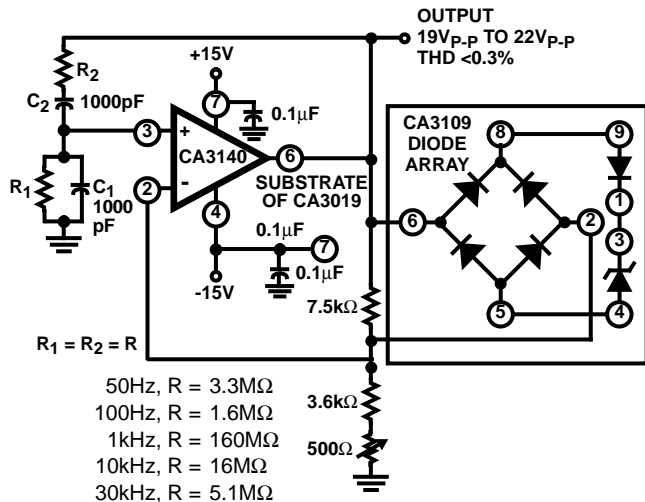 OUTPUT
19VP-P TO 22VP-P
THD <0.3%
+15V
R2
C2
1000pF
7
0.1μF
3
+
CA3140
6
2
-
SUBSTRATE
OF CA3019
R1
C1
1000
pF
4
0.1μF
7
0.1μF
-15V
CA3109
DIODE
ARRAY
8
9
6
2
1
3
5
4
7.5kΩ
R1 = R2 = R
3.6kΩ
500Ω
50Hz, R = 3.3MΩ
100Hz, R = 1.6MΩ
1kHz, R = 160MΩ
10kHz, R = 16MΩ
30kHz, R = 5.1MΩ